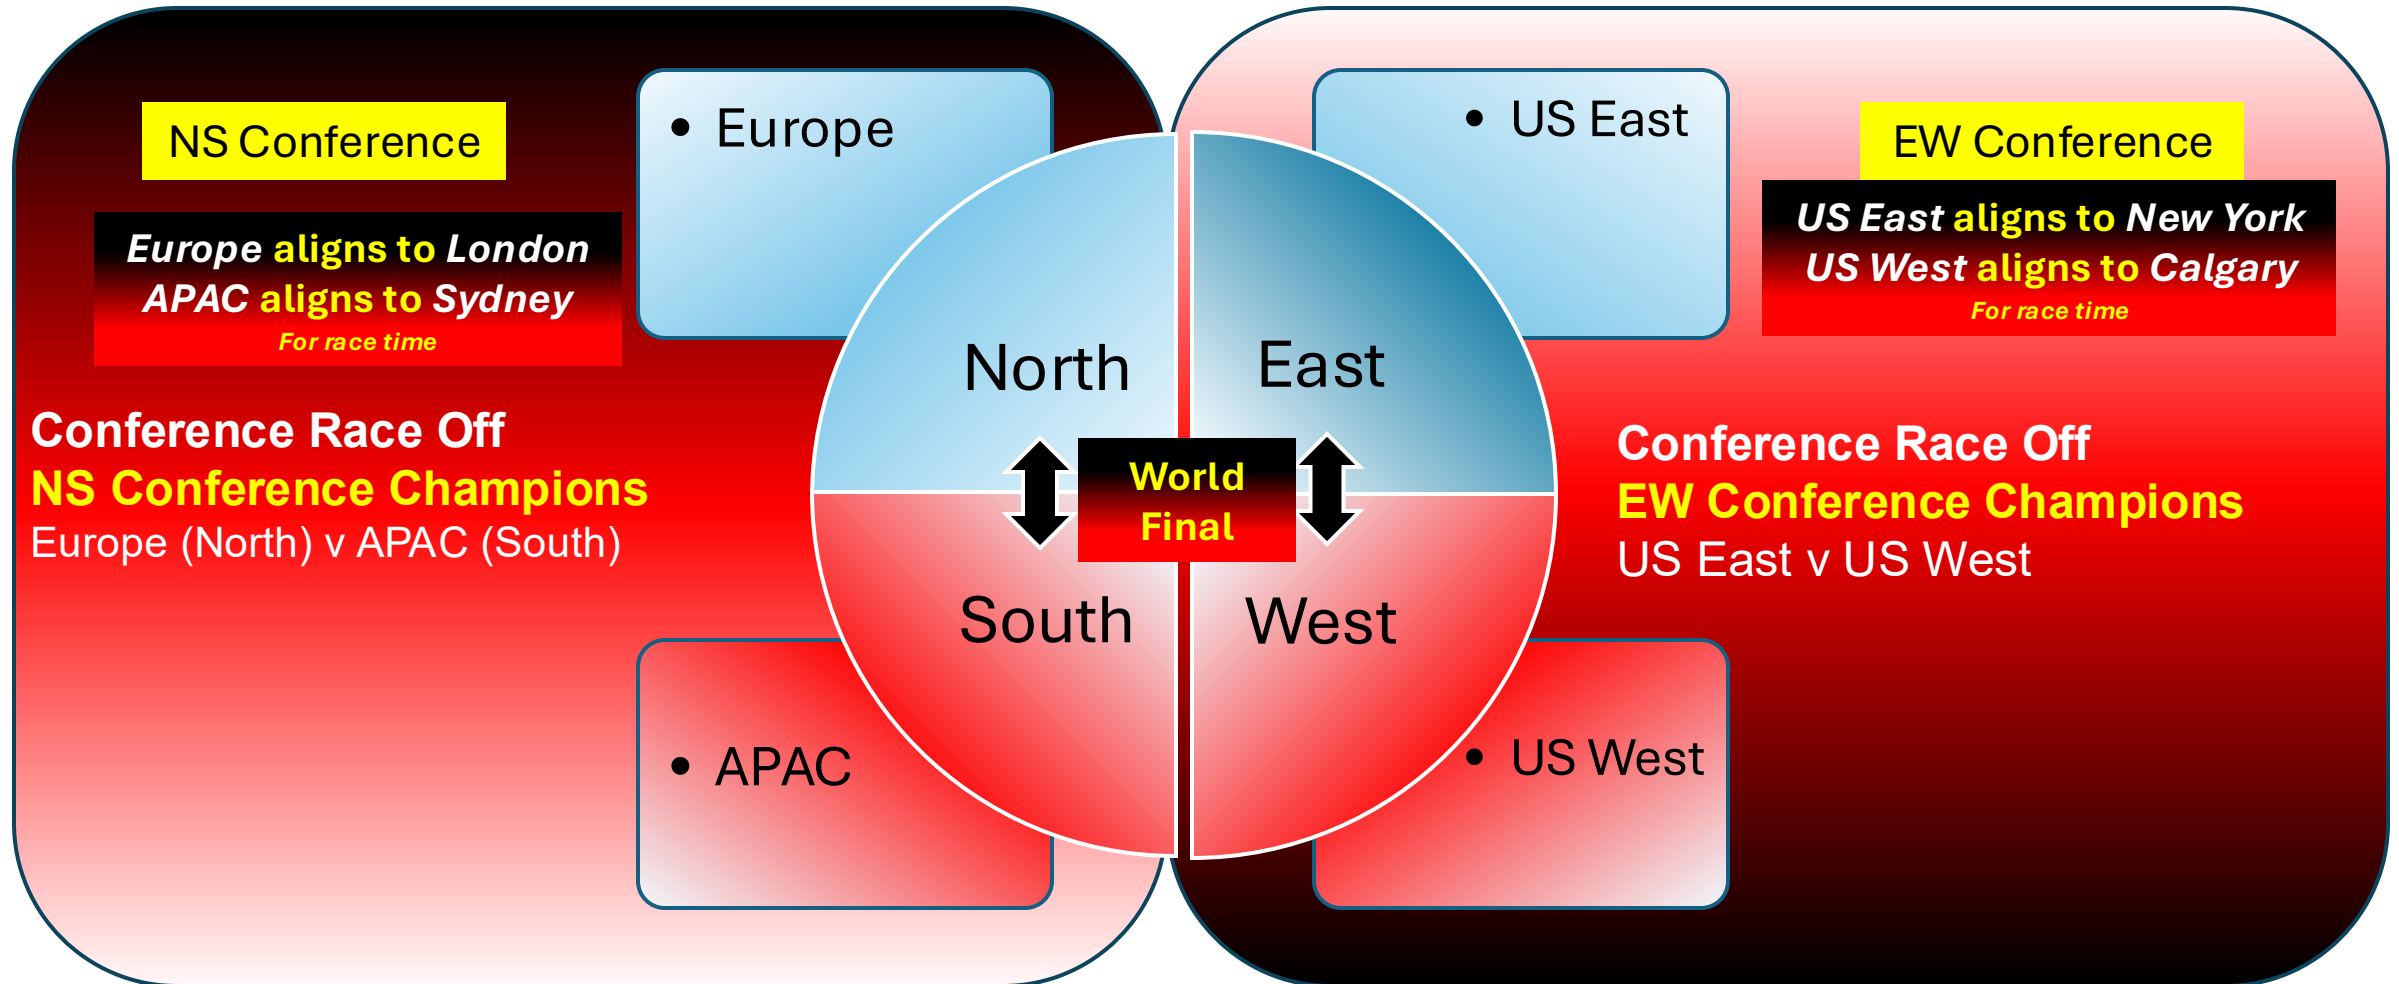 NS Conference
Europe aligns to London
APAC aligns to Sydney
For race time
Conference Race Off
NS Conference Champions
Europe (North) v APAC (South)
• Europe
• APAC
North
East
World
Final
South
West
• US East
• US West
EW Conference
US East aligns to New York
US West aligns to Calgary
For race time
Conference Race Off
EW Conference Champions
US East v US West